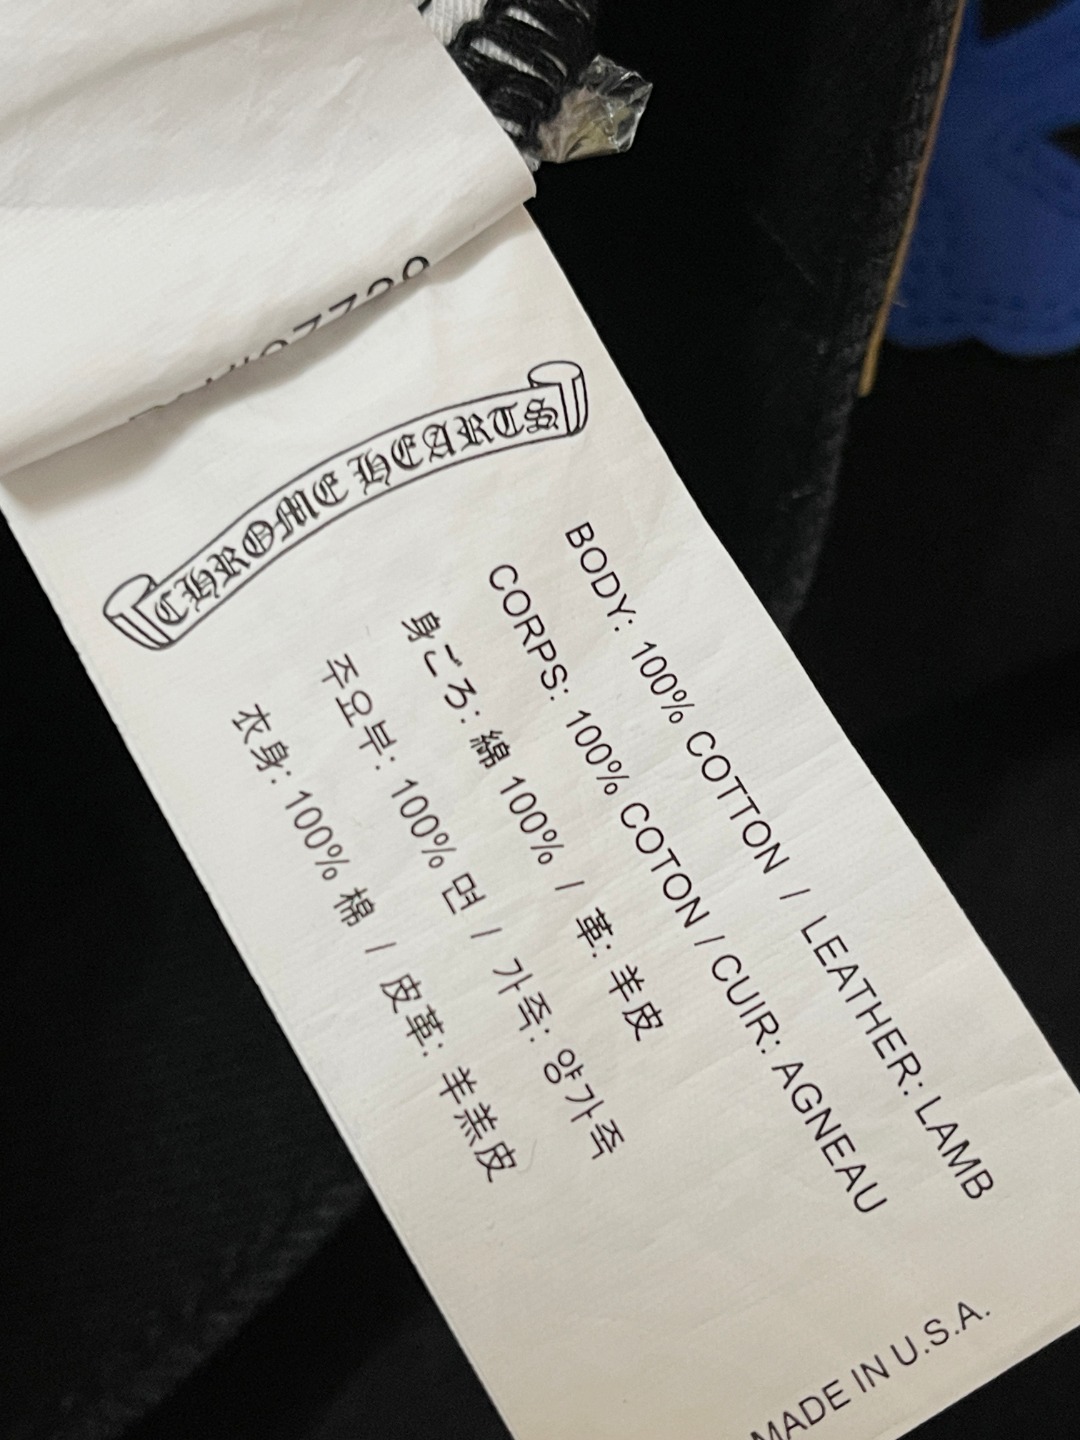 CHROME HEARTS
BODY: 100% COTTON / LEATHER: LAMB
CORPS: 100% COTON / CUIR: AGNEAU
身ごろ: 綿 100% / 革: 羊皮
주요부: 100% 면 / 가죽: 양가죽
衣身: 100% 棉 / 皮革: 羊羔皮
MADE IN U.S.A.